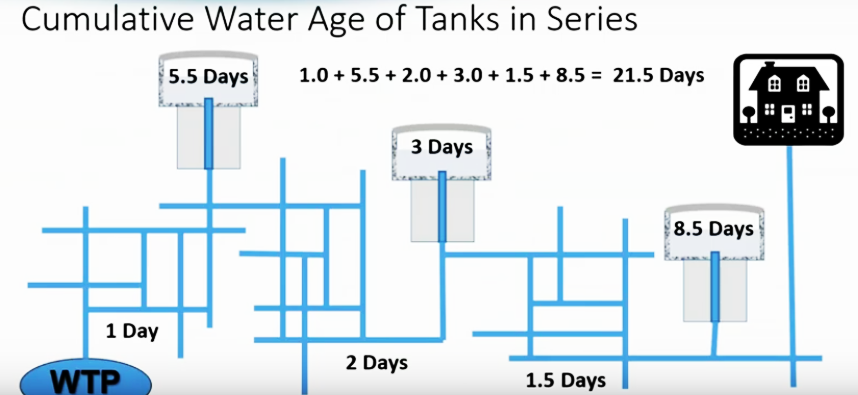 Cumulative Water Age of Tanks in Series
5.5 Days
1.0 + 5.5 + 2.0 + 3.0 + 1.5 + 8.5 = 21.5 Days
3 Days
8.5 Days
1 Day
2 Days
WTP
1.5 Days